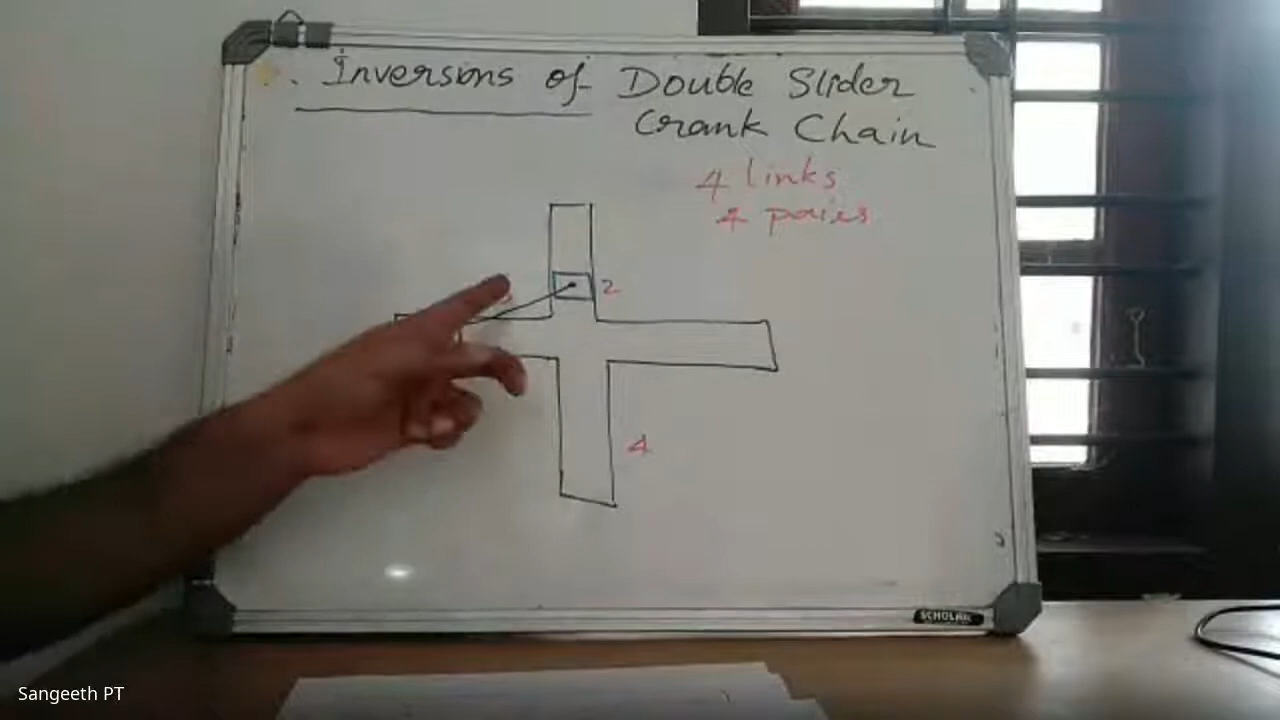 Inversions of Double Slider
Crank Chain
4 links
4 pairs
2
4
SCHOLAR
Sangeeth PT